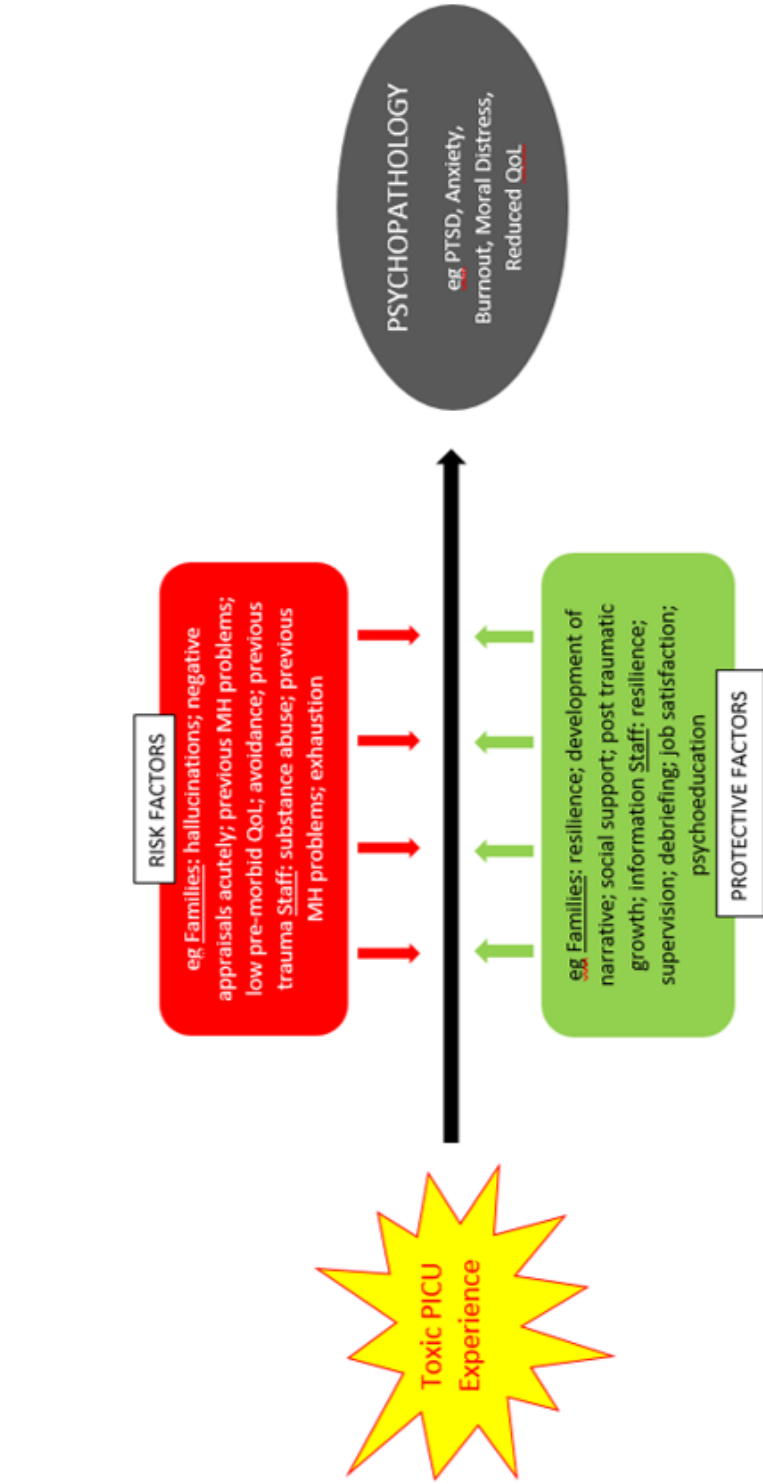 Toxic PICU
Experience
RISK FACTORS
eg Families: hallucinations; negative
appraisals acutely; previous MH problems;
low pre-morbid QoL; avoidance; previous
trauma Staff: substance abuse; previous
MH problems; exhaustion
eg Families: resilience; development of
narrative; social support; post traumatic
growth; information Staff: resilience;
supervision; debriefing; job satisfaction;
psychoeducation
PROTECTIVE FACTORS
PSYCHOPATHOLOGY
eg PTSD, Anxiety,
Burnout, Moral Distress,
Reduced QoL